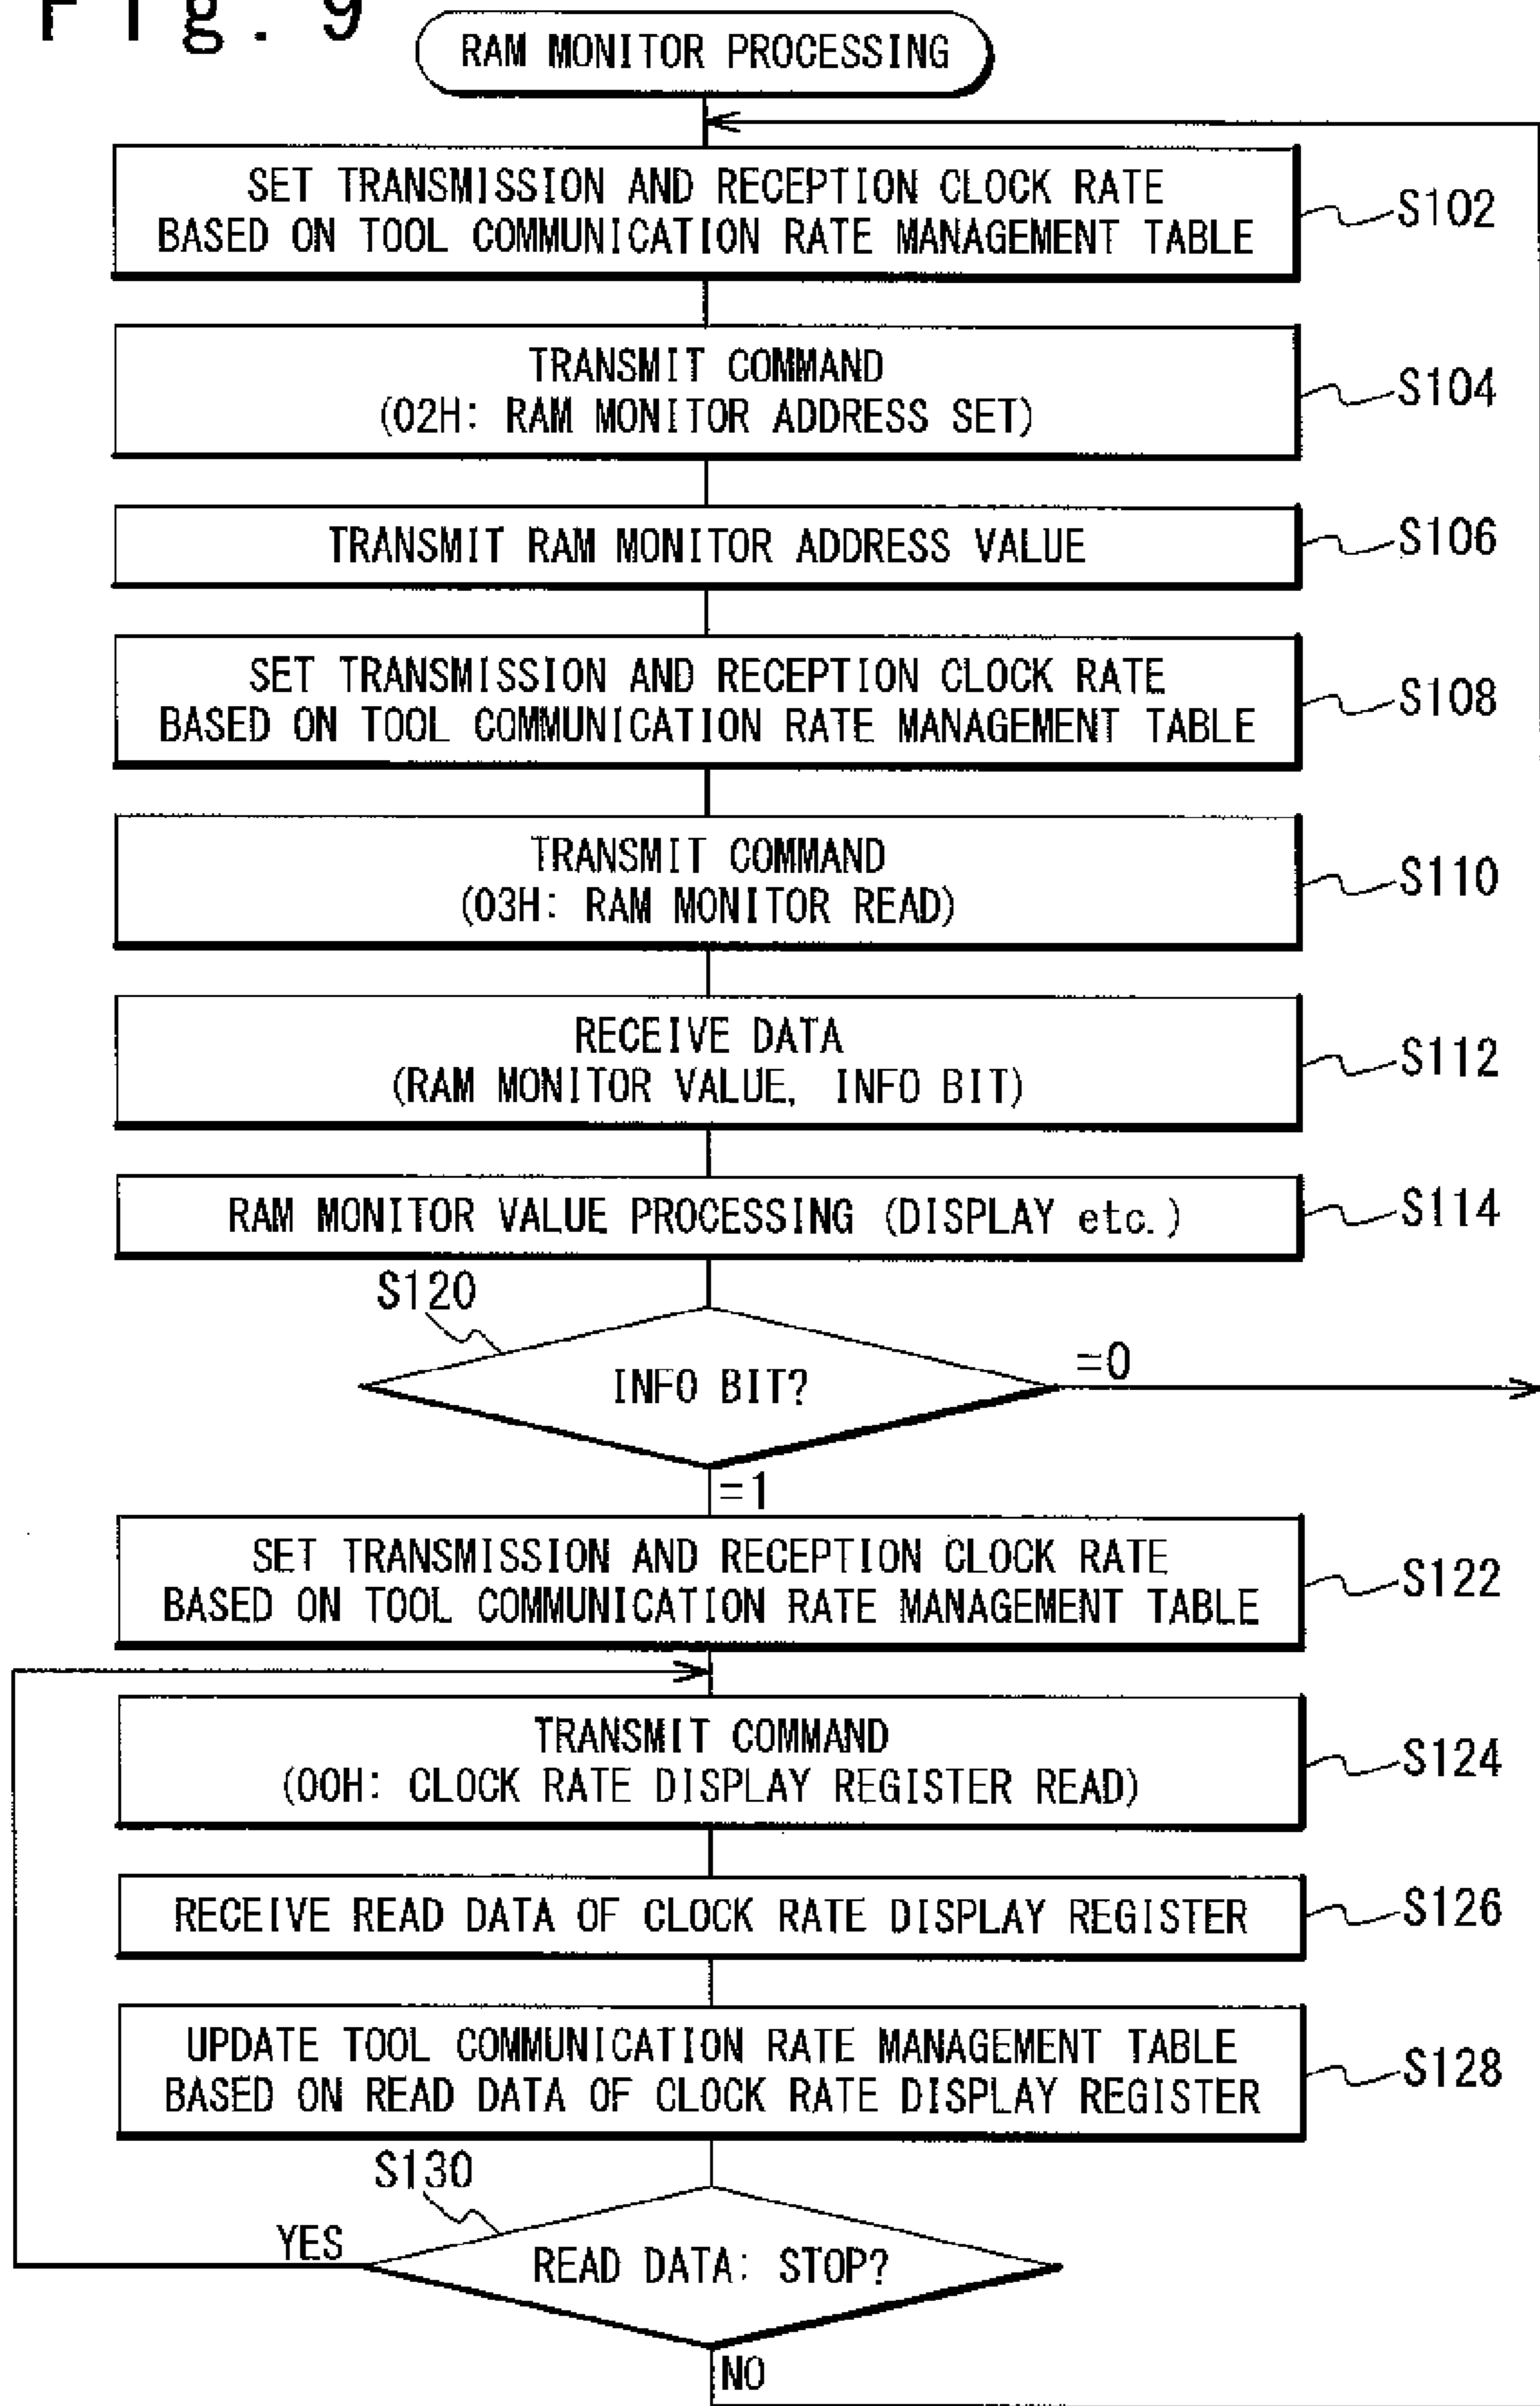 Fig. 9
RAM MONITOR PROCESSING
SET TRANSMISSION AND RECEPTION CLOCK RATE
BASED ON TOOL COMMUNICATION RATE MANAGEMENT TABLE
S102
TRANSMIT COMMAND
(02H: RAM MONITOR ADDRESS SET)
S104
TRANSMIT RAM MONITOR ADDRESS VALUE
S106
SET TRANSMISSION AND RECEPTION CLOCK RATE
BASED ON TOOL COMMUNICATION RATE MANAGEMENT TABLE
S108
TRANSMIT COMMAND
(03H: RAM MONITOR READ)
S110
RECEIVE DATA
(RAM MONITOR VALUE, INFO BIT)
S112
RAM MONITOR VALUE PROCESSING (DISPLAY etc.)
S114
S120
INFO BIT?
=0
=1
SET TRANSMISSION AND RECEPTION CLOCK RATE
BASED ON TOOL COMMUNICATION RATE MANAGEMENT TABLE
S122
TRANSMIT COMMAND
(00H: CLOCK RATE DISPLAY REGISTER READ)
S124
RECEIVE READ DATA OF CLOCK RATE DISPLAY REGISTER
S126
UPDATE TOOL COMMUNICATION RATE MANAGEMENT TABLE
BASED ON READ DATA OF CLOCK RATE DISPLAY REGISTER
S128
S130
YES
READ DATA: STOP?
NO